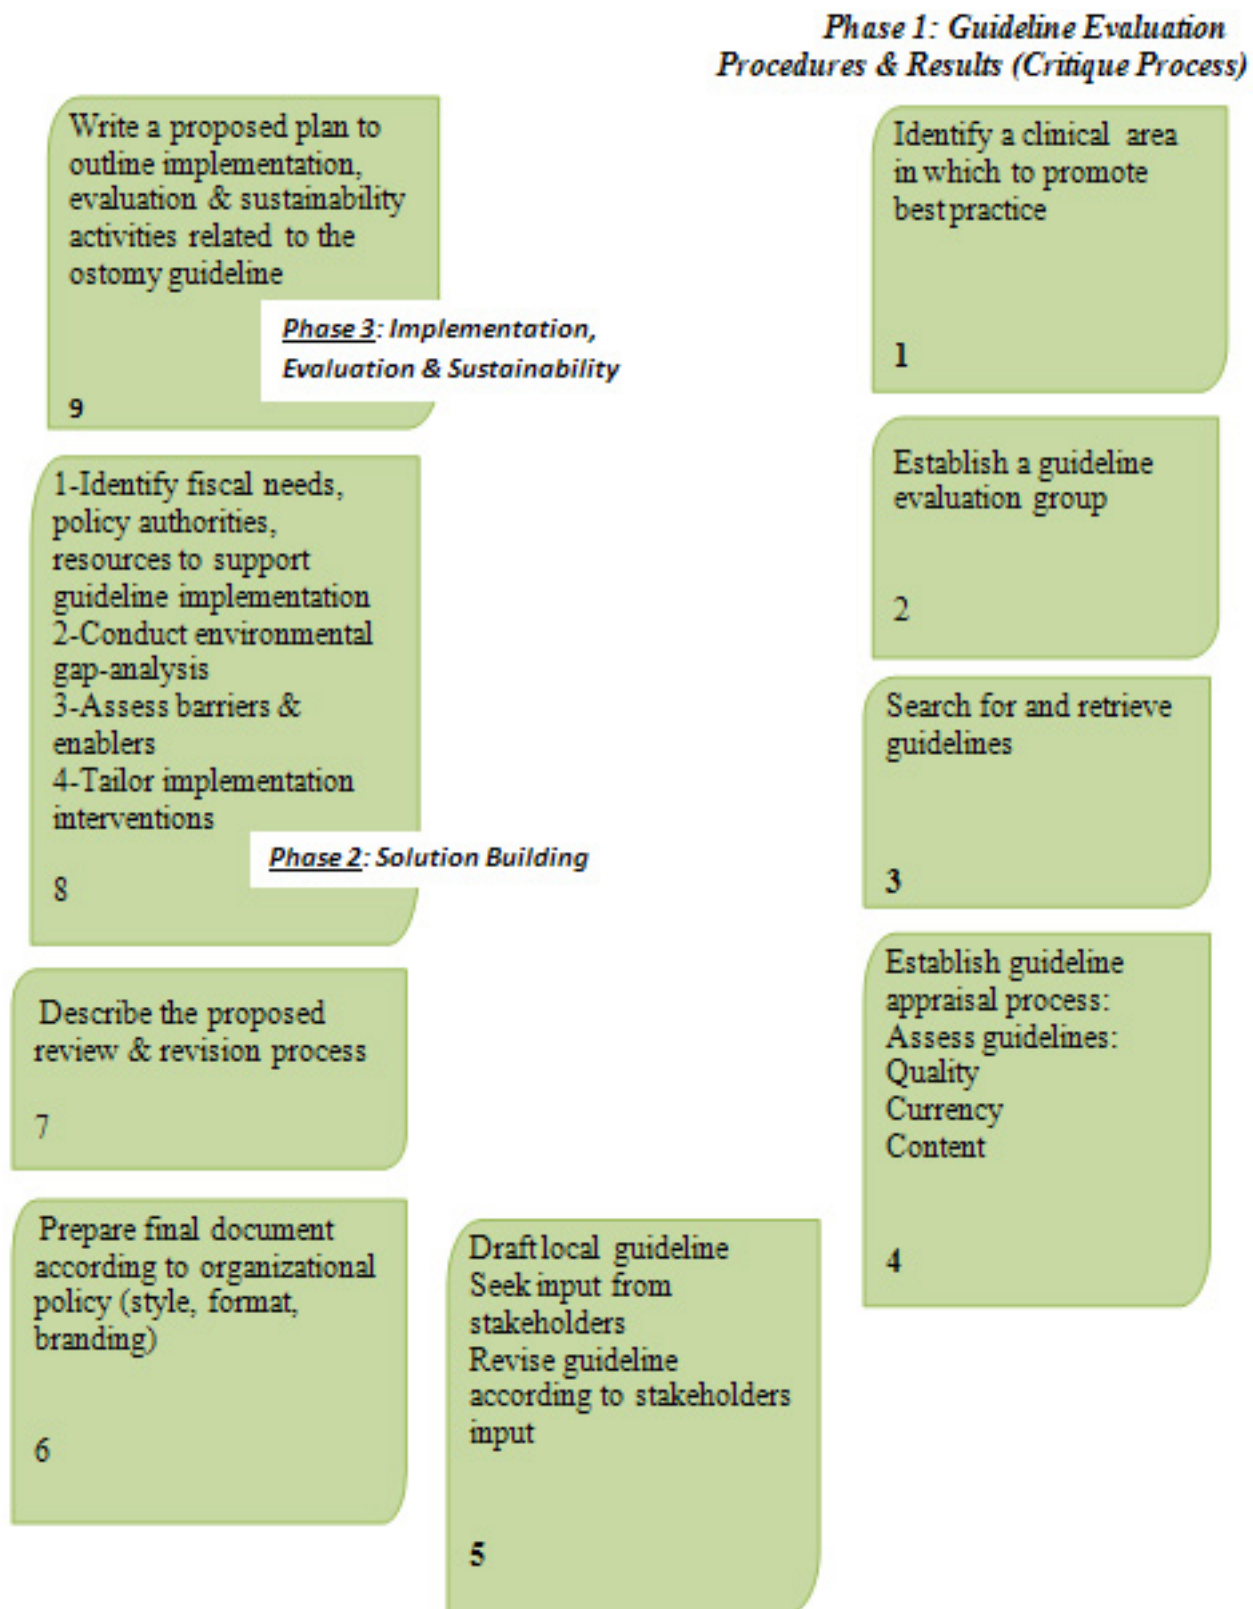 Phase 1: Guideline Evaluation
Procedures & Results (Critique Process)
Identify a clinical area
in which to promote
best practice
1
Establish a guideline
evaluation group
2
Search for and retrieve
guidelines
3
Establish guideline
appraisal process:
Assess guidelines:
Quality
Currency
Content
4
Draft local guideline
Seek input from
stakeholders
Revise guideline
according to stakeholders
input
5
Prepare final document
according to organizational
policy (style, format,
branding)
6
Describe the proposed
review & revision process
7
1-Identify fiscal needs,
policy authorities,
resources to support
guideline implementation
2-Conduct environmental
gap-analysis
3-Assess barriers &
enablers
4-Tailor implementation
interventions
Phase 2: Solution Building
8
Write a proposed plan to
outline implementation,
evaluation & sustainability
activities related to the
ostomy guideline
Phase 3: Implementation,
Evaluation & Sustainability
9